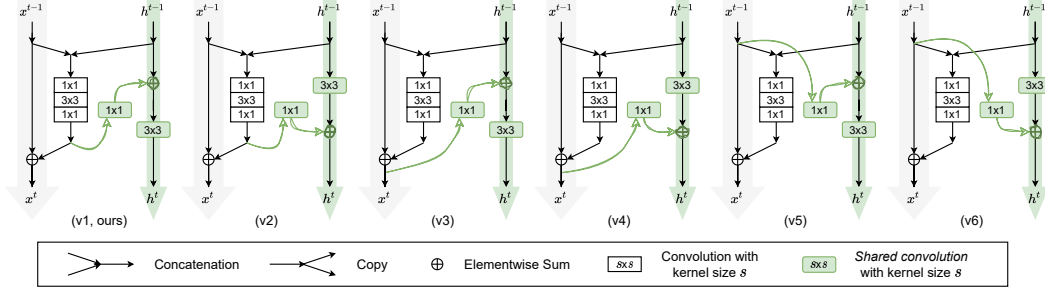 x^{t-1} h^{t-1} x^{t-1} h^{t-1} x^{t-1} h^{t-1} x^{t-1} h^{t-1} x^{t-1} h^{t-1} x^{t-1} h^{t-1}
1x1 3x3 1x1 1x1 3x3
1x1 3x3 1x1 1x1 3x3
1x1 3x3 1x1 1x1 3x3
1x1 3x3 1x1 1x1 3x3
1x1 3x3 1x1 1x1 3x3
1x1 3x3 1x1 1x1 3x3
x^t h^t x^t h^t x^t h^t x^t h^t x^t h^t x^t h^t
(v1, ours) (v2) (v3) (v4) (v5) (v6)
Concatenation
Copy
Elementwise Sum
sxs
Convolution with
kernel size s
sxs
Shared convolution
with kernel size s